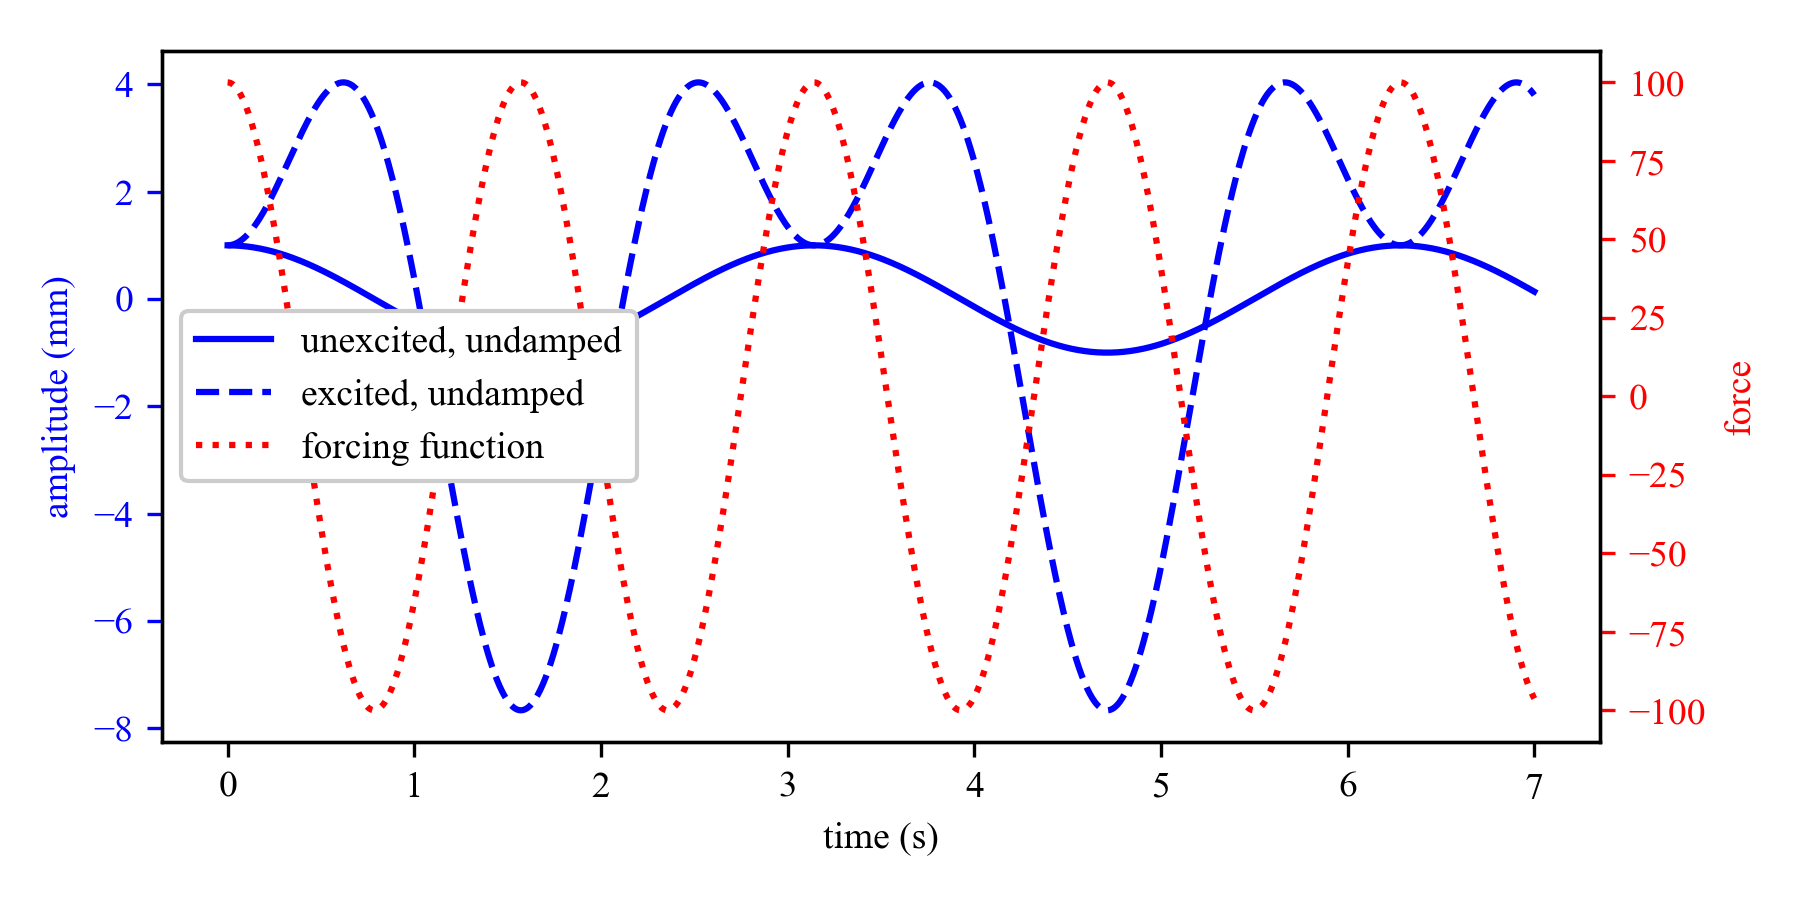 4
2
0
−2
−4
−6
−8
amplitude (mm)
100
75
50
25
0
−25
−50
−75
−100
force
unexcited, undamped
excited, undamped
forcing function
0 1 2 3 4 5 6 7
time (s)